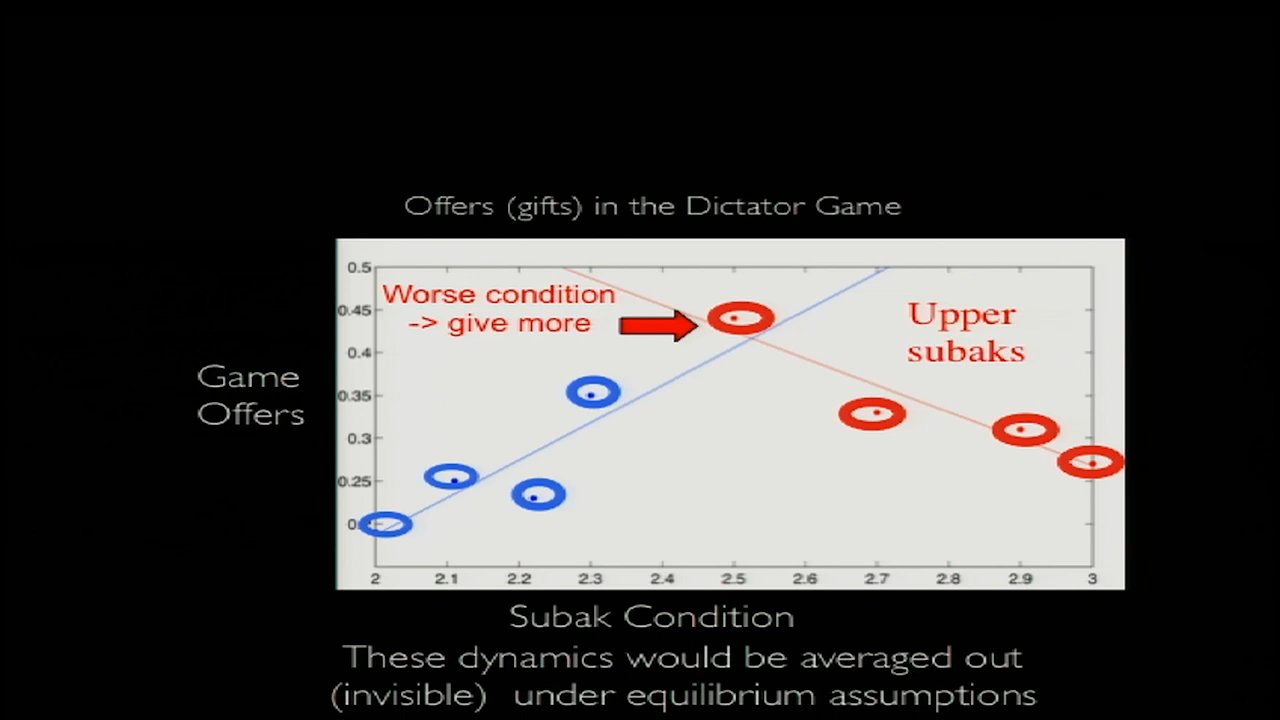 Offers (gifts) in the Dictator Game
0.5
Worse condition
-> give more
0.45
0.4
0.35
0.3
0.25
Upper
subaks
Game
Offers
2 2.1 2.2 2.3 2.4 2.5 2.6 2.7 2.8 2.9 3
Subak Condition
These dynamics would be averaged out
(invisible) under equilibrium assumptions